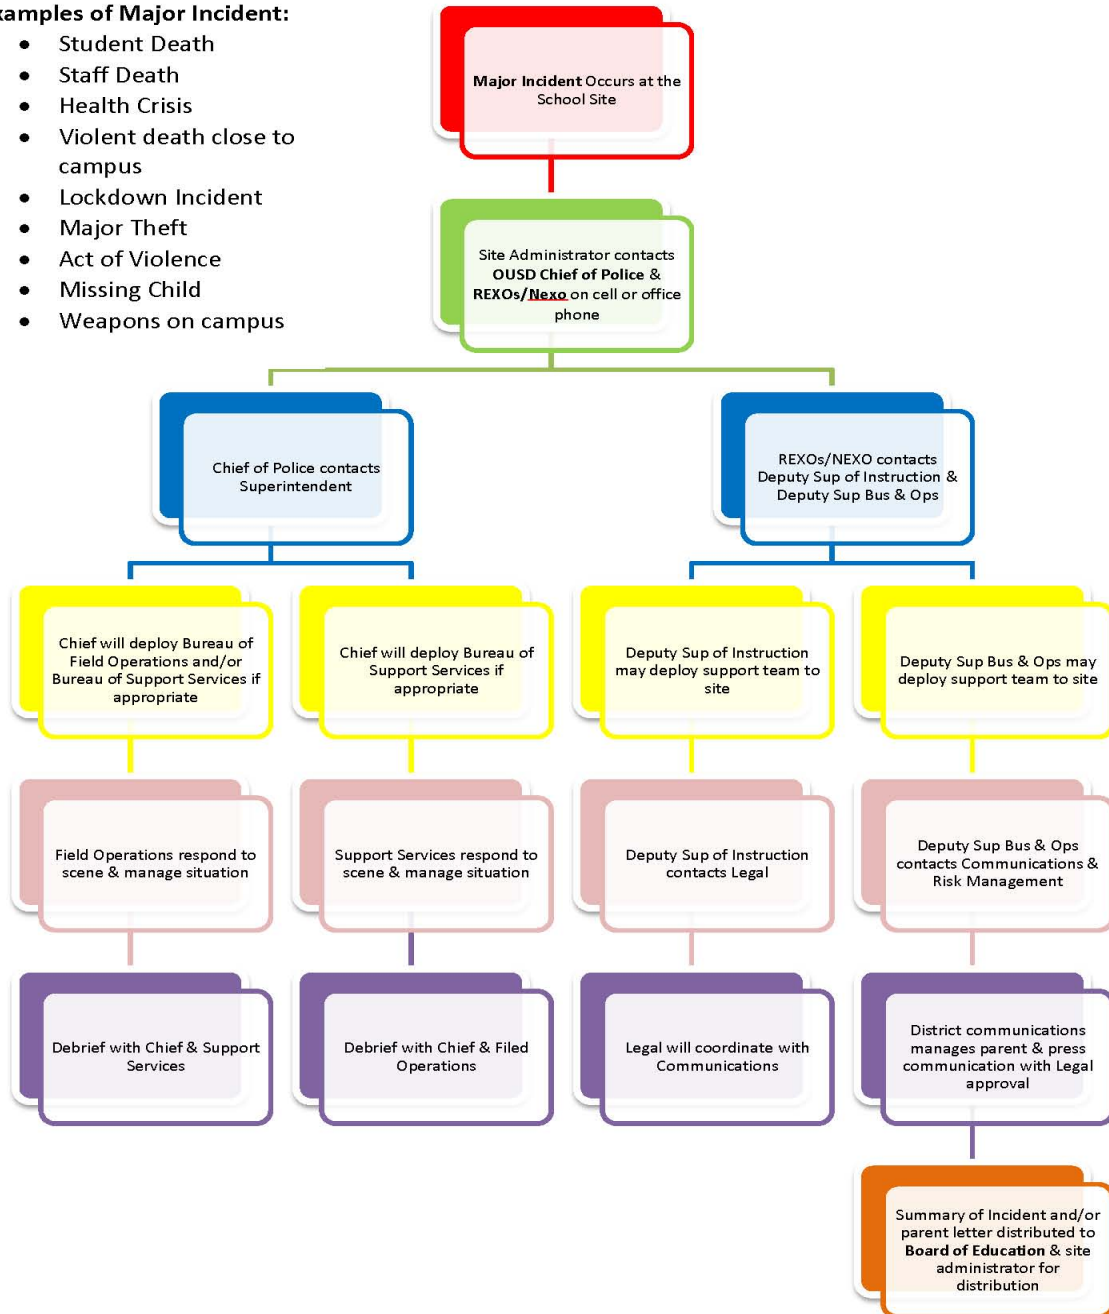 xamples of Major Incident:
• Student Death
• Staff Death
• Health Crisis
• Violent death close to
campus
• Lockdown Incident
• Major Theft
• Act of Violence
• Missing Child
• Weapons on campus
Major Incident Occurs at the
School Site
Site Administrator contacts
OUSD Chief of Police &
REXOs/Nexo on cell or office
phone
Chief of Police contacts
Superintendent
REXOs/NEXO contacts
Deputy Sup of Instruction &
Deputy Sup Bus & Ops
Chief will deploy Bureau of
Field Operations and/or
Bureau of Support Services if
appropriate
Chief will deploy Bureau of
Support Services if
appropriate
Deputy Sup of Instruction
may deploy support team to
site
Deputy Sup Bus & Ops may
deploy support team to site
Field Operations respond to
scene & manage situation
Support Services respond to
scene & manage situation
Deputy Sup of Instruction
contacts Legal
Deputy Sup Bus & Ops
contacts Communications &
Risk Management
Debrief with Chief & Support
Services
Debrief with Chief & Filed
Operations
Legal will coordinate with
Communications
District communications
manages parent & press
communication with Legal
approval
Summary of Incident and/or
parent letter distributed to
Board of Education & site
administrator for
distribution